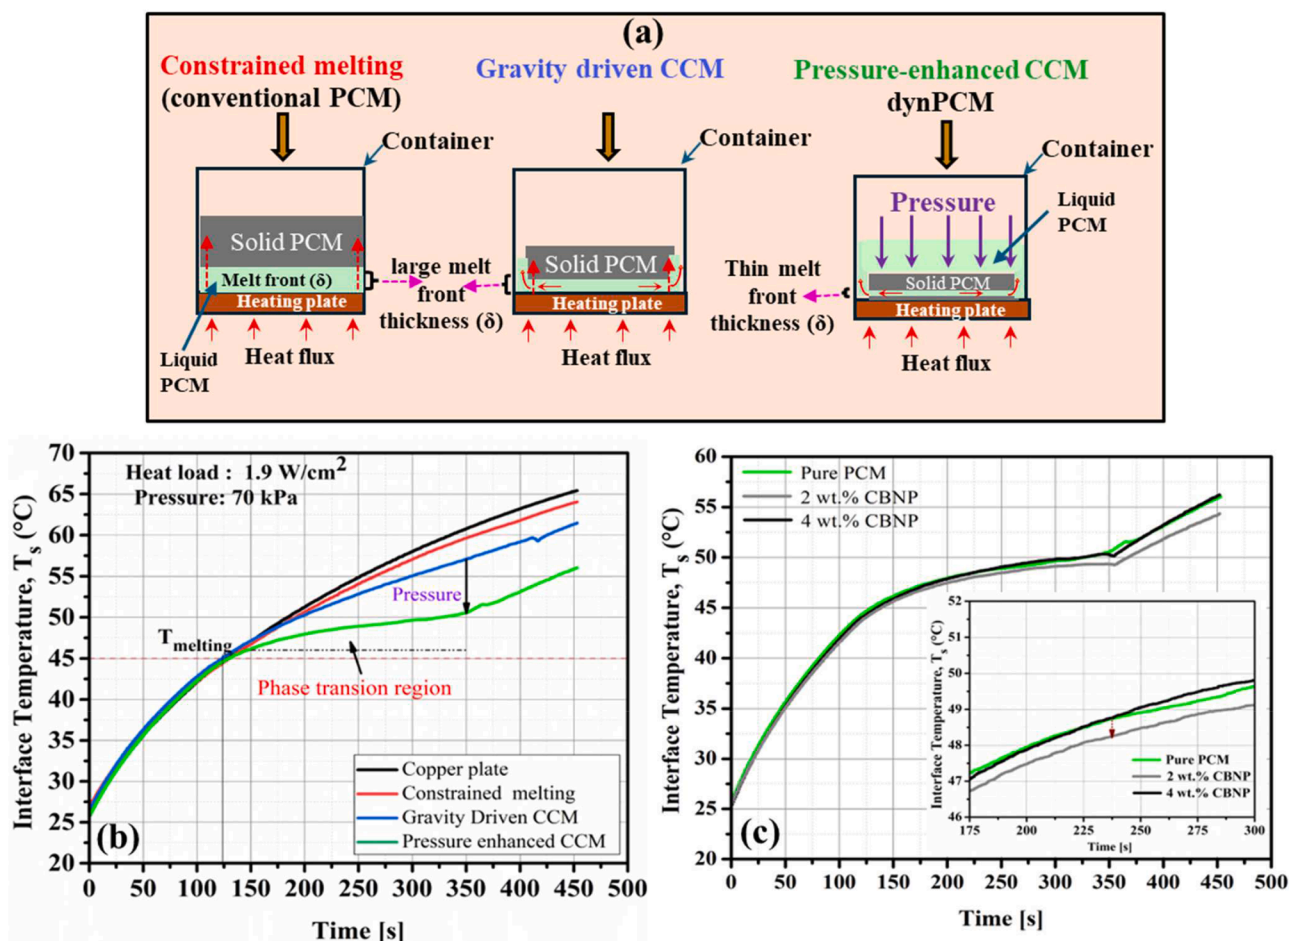 (a)
Constrained melting
(conventional PCM)
Gravity driven CCM
Pressure-enhanced CCM
dynPCM
Container
Solid PCM
Melt front (δ)
Heating plate
Liquid
PCM
Heat flux
large melt
front
thickness (δ)
Container
Solid PCM
Heating plate
Heat flux
Thin melt
front
thickness (δ)
Container
Pressure
Liquid
PCM
Solid PCM
Heating plate
Heat flux
Interface Temperature, Tₛ (°C)
70
65
60
55
50
45
40
35
30
25
20
Heat load : 1.9 W/cm²
Pressure: 70 kPa
Pressure
T melting
Phase transion region
Copper plate
Constrained melting
Gravity Driven CCM
Pressure enhanced CCM
(b)
0 50 100 150 200 250 300 350 400 450 500
Time [s]
Interface Temperature, Tₛ (°C)
60
55
50
45
40
35
30
25
20
Pure PCM
2 wt.% CBNP
4 wt.% CBNP
Interface Temperature, Tₛ (°C)
52
51
50
49
48
47
46
Pure PCM
2 wt.% CBNP
4 wt.% CBNP
175 200 225 250 275 300
Time [s]
(c)
0 50 100 150 200 250 300 350 400 450 500
Time [s]